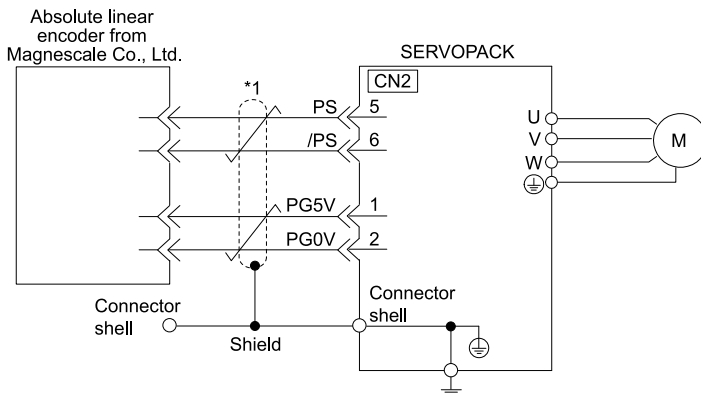 Absolute linear
encoder from
Magnescale Co., Ltd.
SERVOPACK
CN2
*1
PS
5
/PS
6
PG5V
1
PG0V
2
U
V
W
M
Connector
shell
Shield
Connector
shell